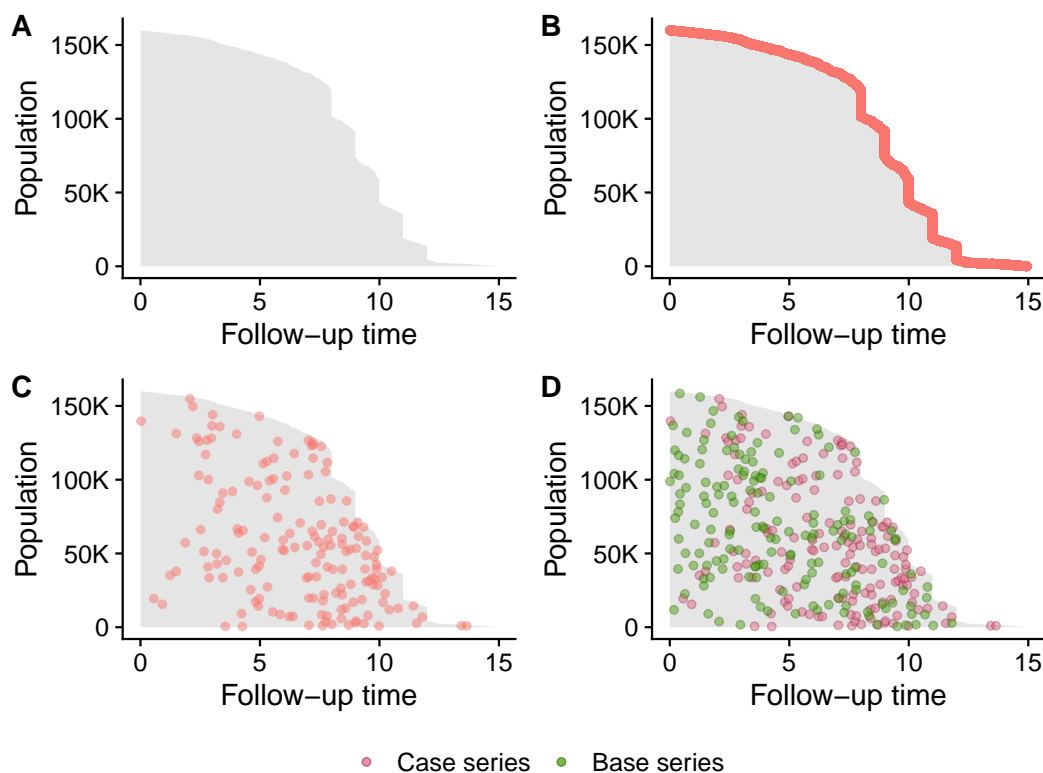 A
150K
100K
50K
0
Population
0 5 10 15
Follow−up time
B
150K
100K
50K
0
Population
0 5 10 15
Follow−up time
C
150K
100K
50K
0
Population
0 5 10 15
Follow−up time
D
150K
100K
50K
0
Population
0 5 10 15
Follow−up time
Case series Base series